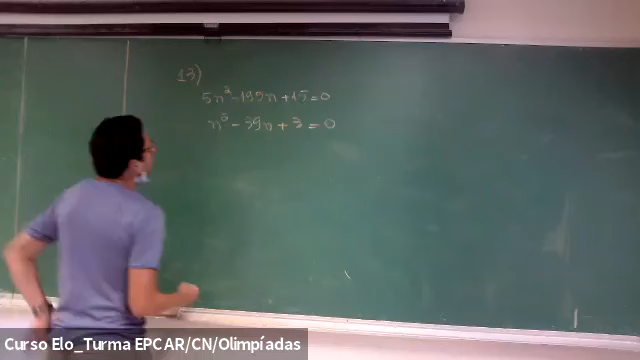 13)
5n² - 195n + 15 = 0
n² - 39n + 3 = 0
Curso Elo_Turma EPCAR/CN/Olimpíadas